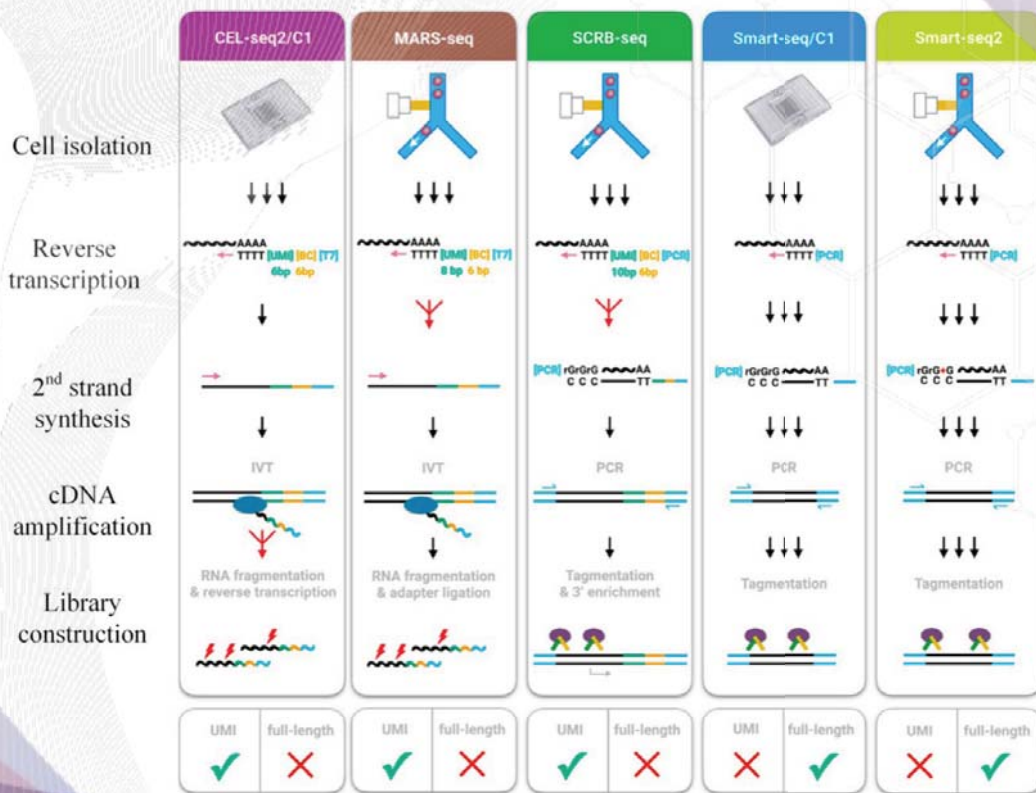 CEL-seq2/C1 MARS-seq SCRB-seq Smart-seq/C1 Smart-seq2
Cell isolation
Reverse
transcription
AAAA
TTTT [UMI] [BC] [T7]
6bp 6bp
AAAA
TTTT [UMI] [BC] [T7]
8 bp 6 bp
AAAA
TTTT [UMI] [BC] [PCR]
10bp 6bp
AAAA
TTTT [PCR]
AAAA
TTTT [PCR]
2nd strand
synthesis
[PCR] rGrGrG AA
C C C TT
[PCR] rGrGrG AA
C C C TT
[PCR] rGrG+G AA
C C C TT
cDNA
amplification
IVT IVT PCR PCR PCR
Library
construction
RNA fragmentation
& reverse transcription
RNA fragmentation
& adapter ligation
Tagmentation
& 3' enrichment
Tagmentation
Tagmentation
UMI full-length UMI full-length UMI full-length UMI full-length UMI full-length